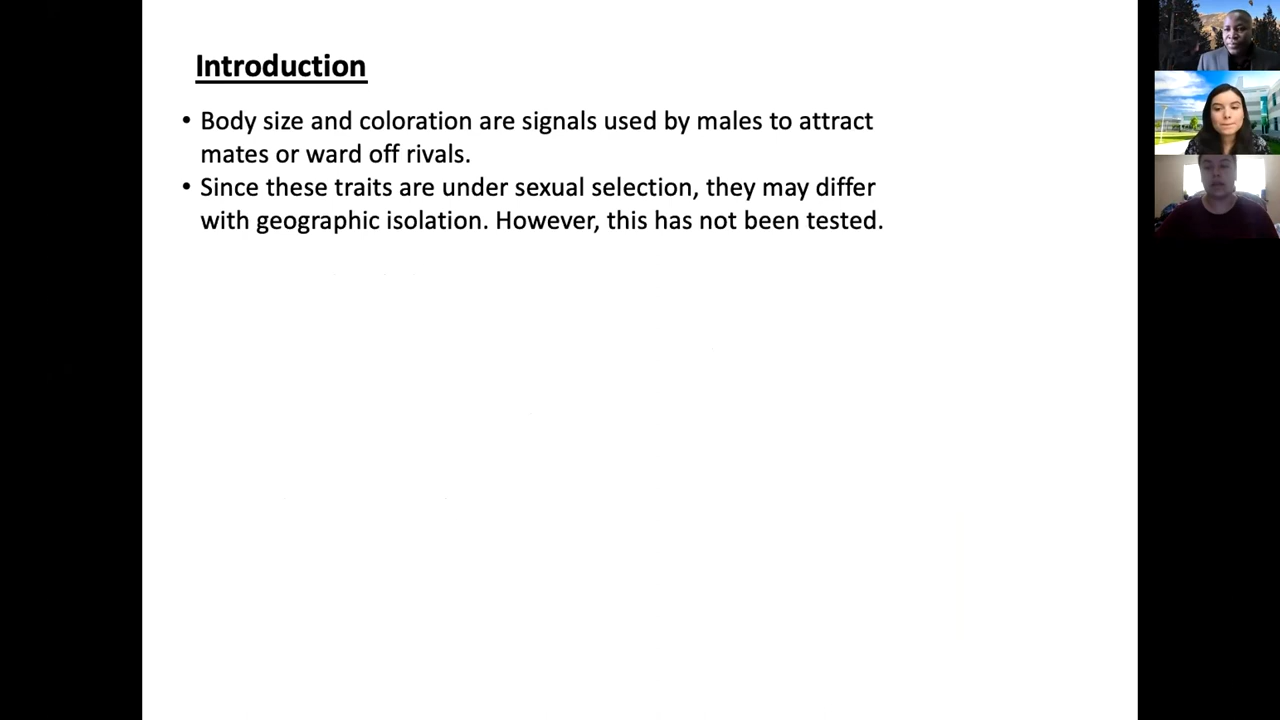 Introduction
• Body size and coloration are signals used by males to attract
mates or ward off rivals.
• Since these traits are under sexual selection, they may differ
with geographic isolation. However, this has not been tested.